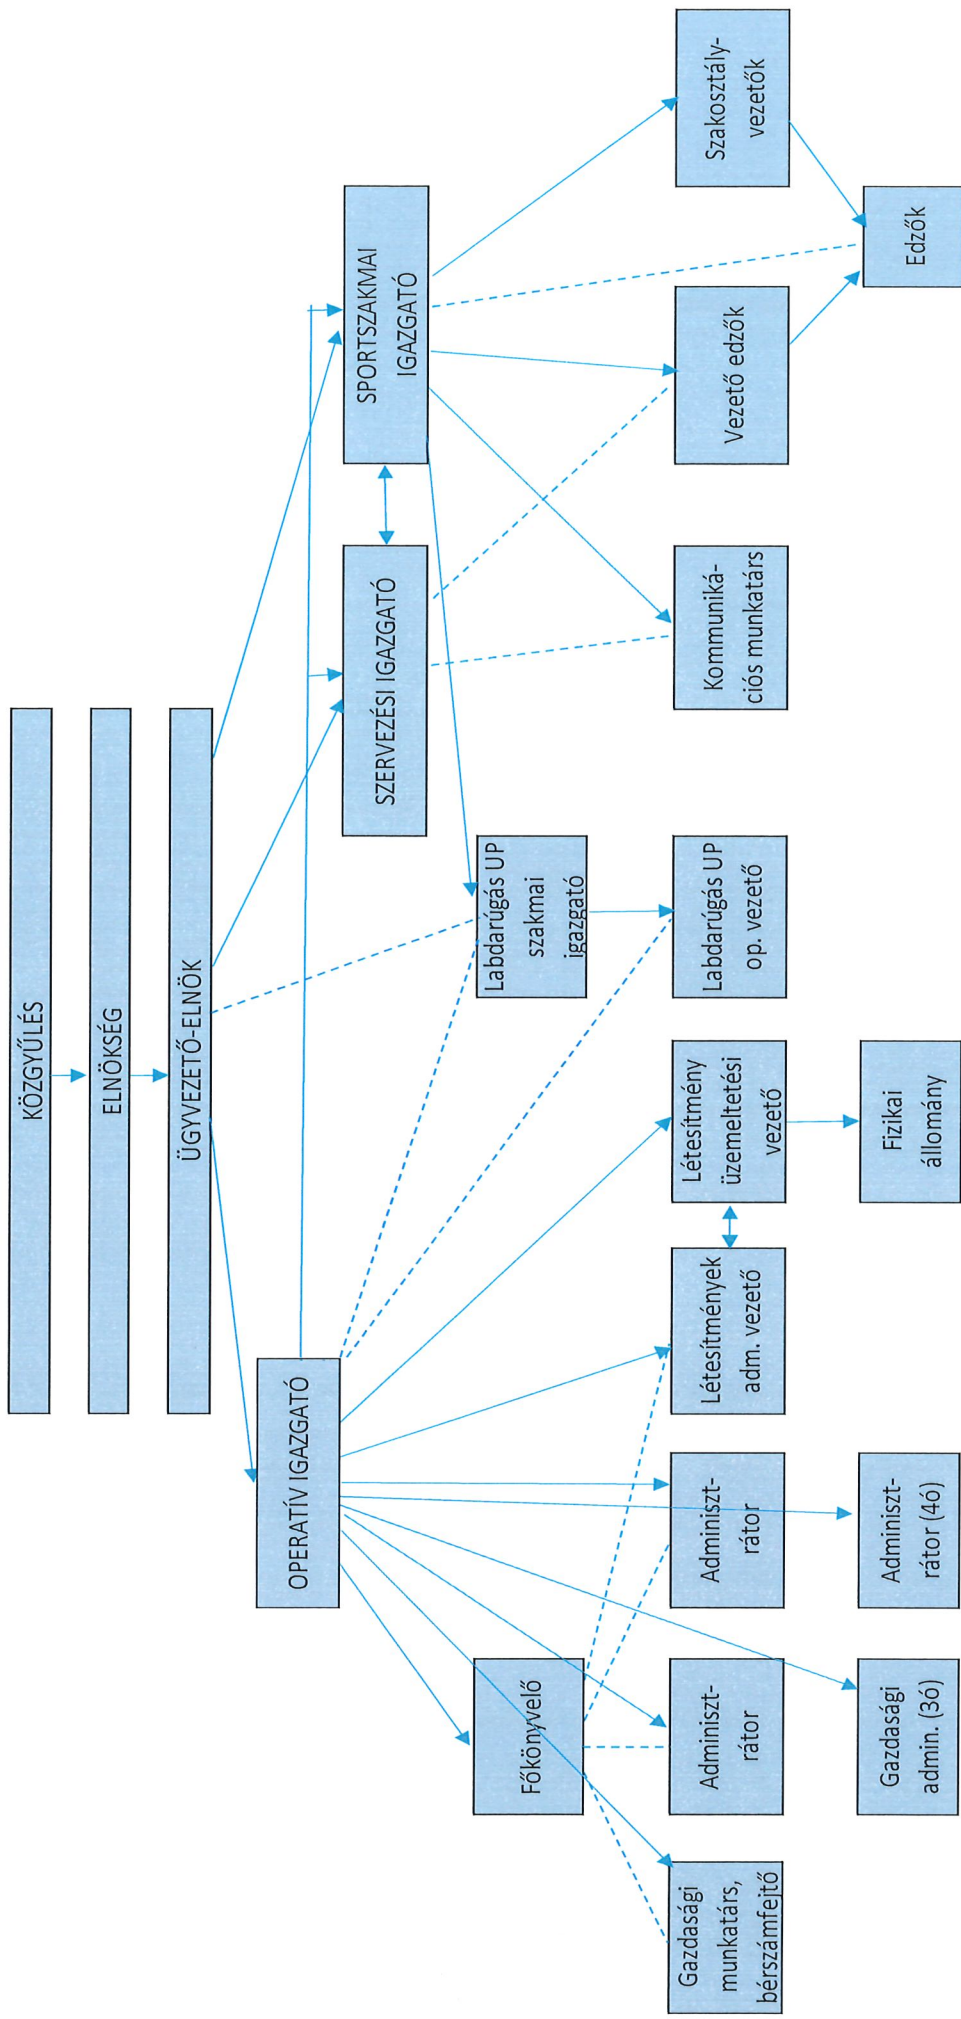 KÖZGYŰLÉS
ELNÖKSÉG
ÜGYVEZETŐ-ELNÖK
OPERATÍV IGAZGATÓ
SZERVEZÉSI IGAZGATÓ
SPORTSZAKMAI
IGAZGATÓ
Főkönyvelő
Labdarúgás UP
szakmai
igazgató
Gazdasági
munkatárs,
bérszámfejtő
Adminiszt-
rátor
Adminiszt-
rátor
Létesítmények
adm. vezető
Létesítmény
üzemeltetési
vezető
Labdarúgás UP
op. vezető
Kommuniká-
ciós munkatárs
Vezető edzők
Szakosztály-
vezetők
Gazdasági
admin. (3ó)
Adminiszt-
rátor (4ó)
Fizikai
állomány
Edzők